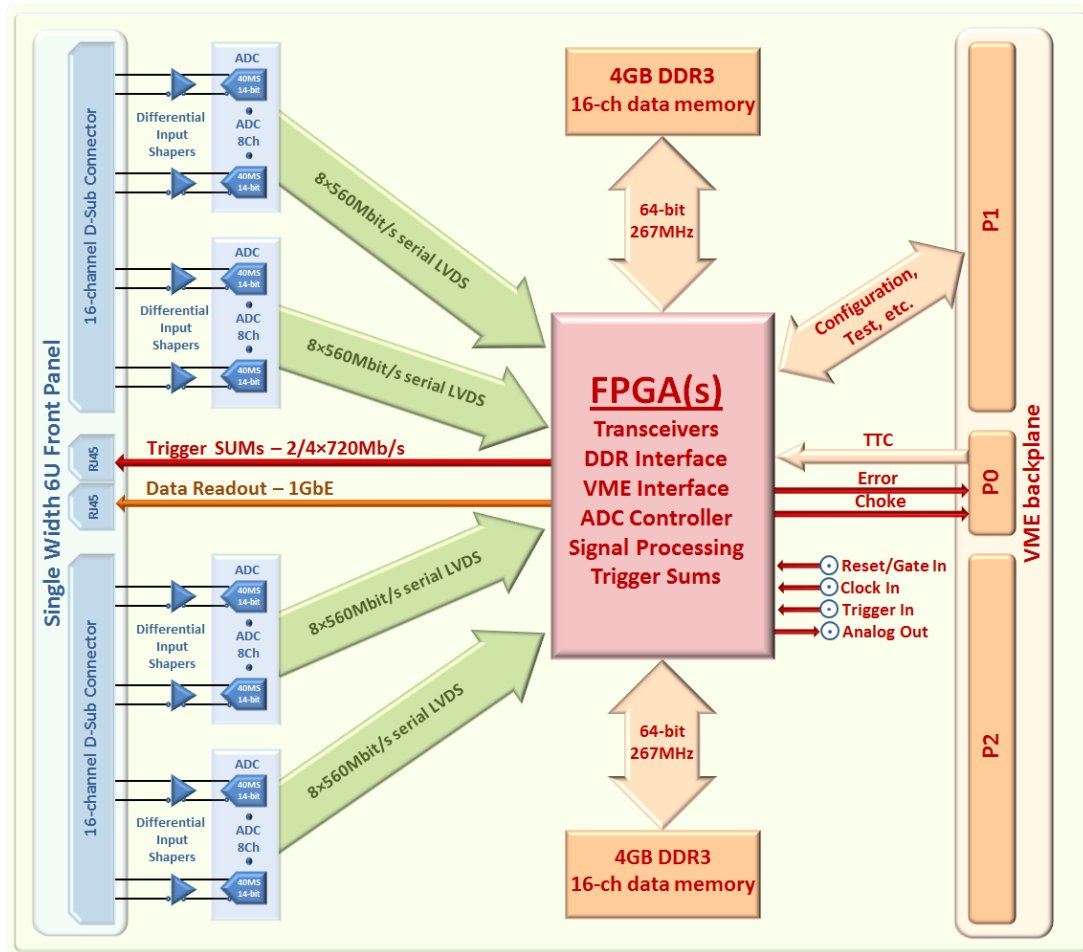 Single Width 6U Front Panel
16-channel D-Sub Connector
Differential
Input
Shapers
ADC
40MS
14-bit
ADC
8Ch
40MS
14-bit
8×560Mbit/s serial LVDS
Differential
Input
Shapers
ADC
40MS
14-bit
ADC
8Ch
40MS
14-bit
8×560Mbit/s serial LVDS
RJ45
Trigger SUMs – 2/4×720Mb/s
RJ45
Data Readout – 1GbE
16-channel D-Sub Connector
Differential
Input
Shapers
ADC
40MS
14-bit
ADC
8Ch
40MS
14-bit
8×560Mbit/s serial LVDS
Differential
Input
Shapers
ADC
40MS
14-bit
ADC
8Ch
40MS
14-bit
8×560Mbit/s serial LVDS
4GB DDR3
16-ch data memory
64-bit
267MHz
FPGA(s)
Transceivers
DDR Interface
VME Interface
ADC Controller
Signal Processing
Trigger Sums
64-bit
267MHz
4GB DDR3
16-ch data memory
Configuration,
Test, etc.
TTC
Error
Choke
Reset/Gate In
Clock In
Trigger In
Analog Out
P1
P0
P2
VME backplane